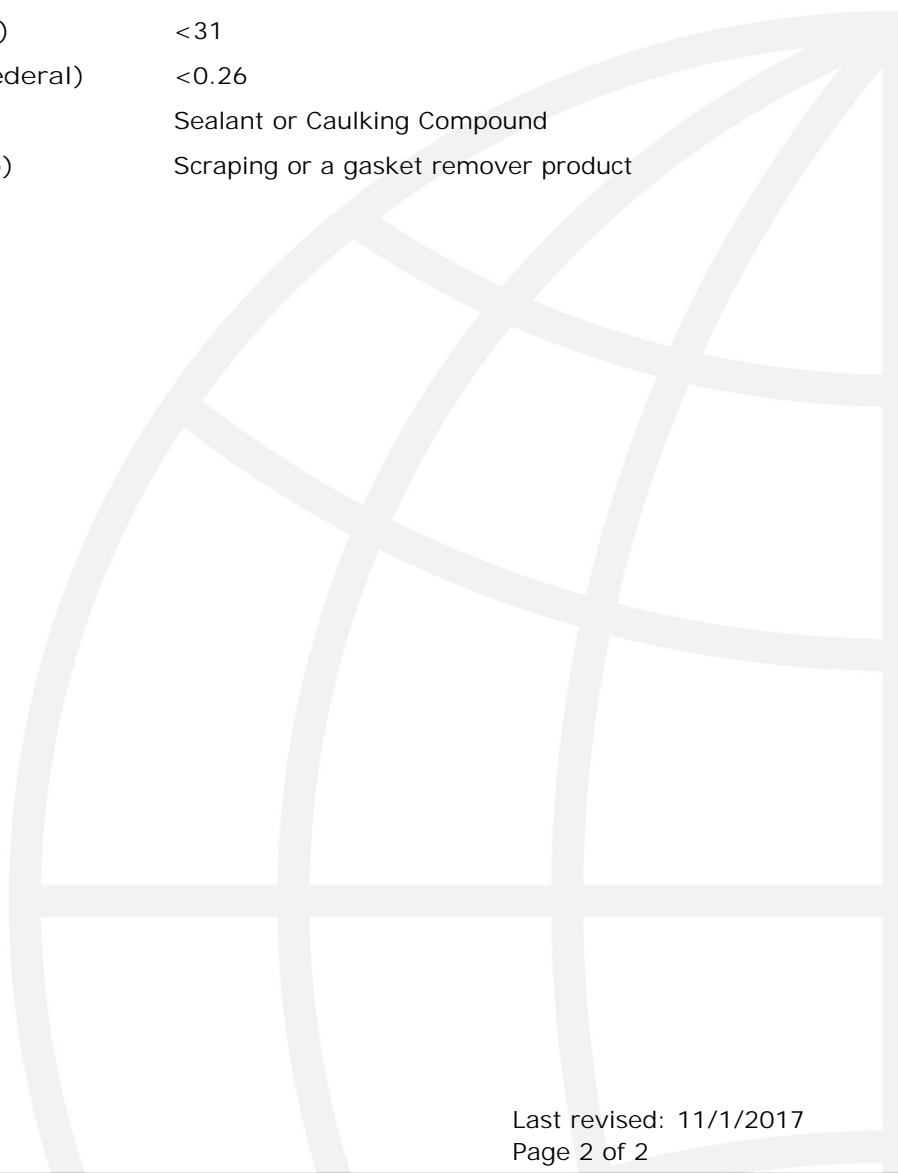 ) <31
ederal) <0.26
Sealant or Caulking Compound
) Scraping or a gasket remover product
Last revised: 11/1/2017
Page 2 of 2